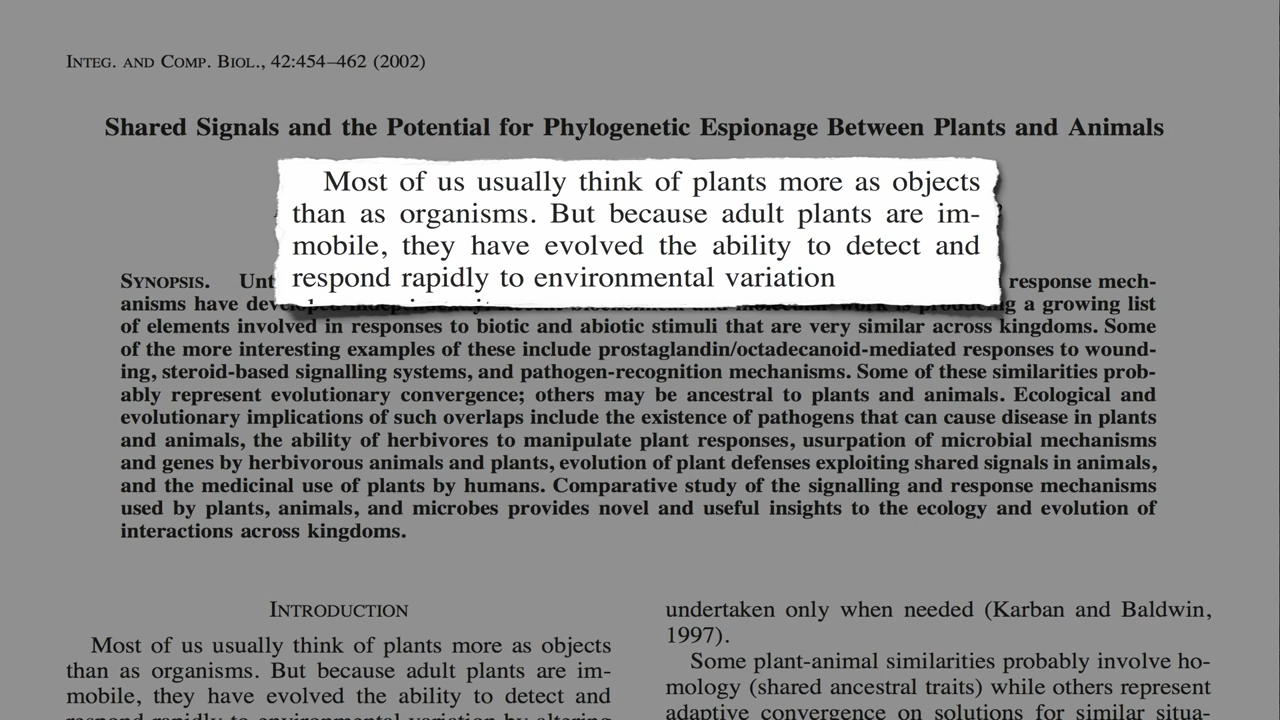 INTEG. AND COMP. BIOL., 42:454–462 (2002)
Shared Signals and the Potential for Phylogenetic Espionage Between Plants and Animals
Most of us usually think of plants more as objects
than as organisms. But because adult plants are im-
mobile, they have evolved the ability to detect and
respond rapidly to environmental variation
SYNOPSIS. Unt response mech-
anisms have a growing list
of elements involved in responses to biotic and abiotic stimuli that are very similar across kingdoms. Some
of the more interesting examples of these include prostaglandin/octadecanoid-mediated responses to wound-
ing, steroid-based signalling systems, and pathogen-recognition mechanisms. Some of these similarities prob-
ably represent evolutionary convergence; others may be ancestral to plants and animals. Ecological and
evolutionary implications of such overlaps include the existence of pathogens that can cause disease in plants
and animals, the ability of herbivores to manipulate plant responses, usurpation of microbial mechanisms
and genes by herbivorous animals and plants, evolution of plant defenses exploiting shared signals in animals,
and the medicinal use of plants by humans. Comparative study of the signalling and response mechanisms
used by plants, animals, and microbes provides novel and useful insights to the ecology and evolution of
interactions across kingdoms.
INTRODUCTION
Most of us usually think of plants more as objects
than as organisms. But because adult plants are im-
mobile, they have evolved the ability to detect and
respond rapidly to environmental variation by altering
undertaken only when needed (Karban and Baldwin,
1997).
Some plant-animal similarities probably involve ho-
mology (shared ancestral traits) while others represent
adaptive convergence on solutions for similar situa-